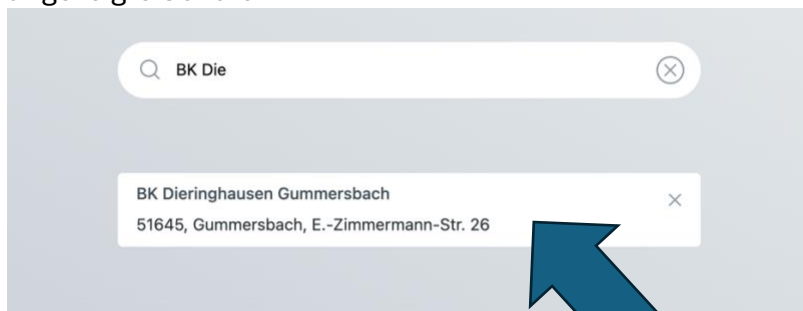 BK Die
BK Dieringhausen Gummersbach
51645, Gummersbach, E.-Zimmermann-Str. 26